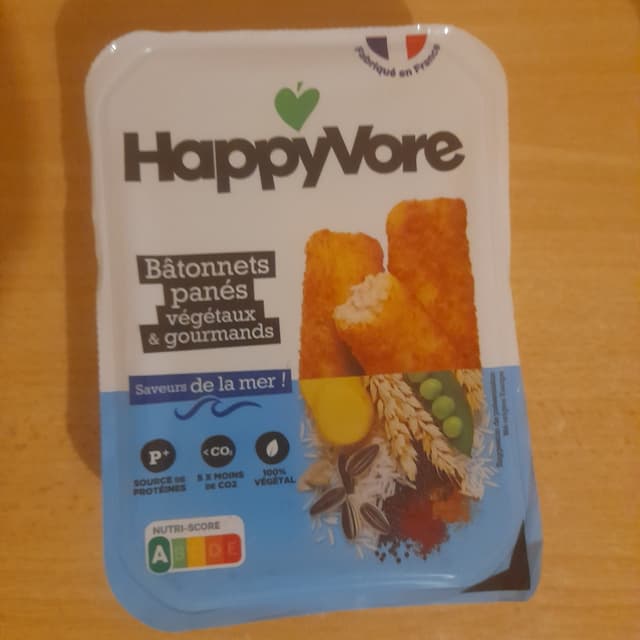 Fabriqué en France
HappyVore
Bâtonnets
panés
végétaux
& gourmands
Saveurs de la mer !
P+
<CO₂
SOURCE DE
PROTÉINES
5 X MOINS
DE CO2
100%
VÉGÉTAL
NUTRI-SCORE
A B C D E